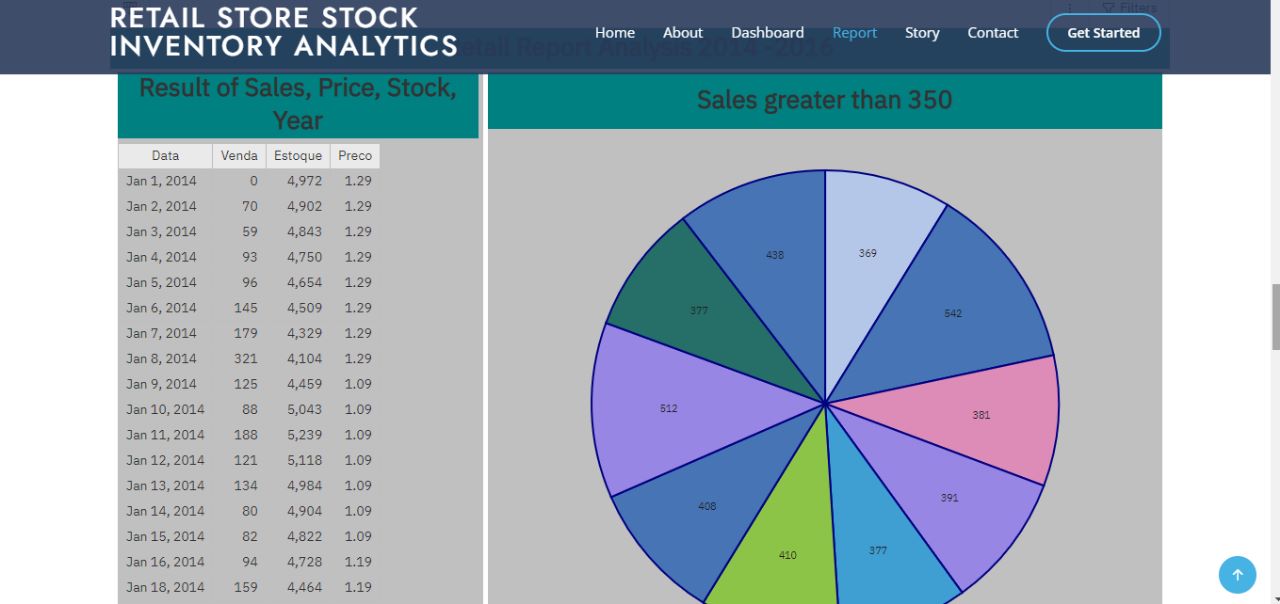 RETAIL STORE STOCK
INVENTORY ANALYTICS
Home About Dashboard Report Story Contact Get Started
Filters
Retail Report Analysis 2014 -2016
Result of Sales, Price, Stock,
Year
Data Venda Estoque Preco
Jan 1, 2014 0 4,972 1.29
Jan 2, 2014 70 4,902 1.29
Jan 3, 2014 59 4,843 1.29
Jan 4, 2014 93 4,750 1.29
Jan 5, 2014 96 4,654 1.29
Jan 6, 2014 145 4,509 1.29
Jan 7, 2014 179 4,329 1.29
Jan 8, 2014 321 4,104 1.29
Jan 9, 2014 125 4,459 1.09
Jan 10, 2014 88 5,043 1.09
Jan 11, 2014 188 5,239 1.09
Jan 12, 2014 121 5,118 1.09
Jan 13, 2014 134 4,984 1.09
Jan 14, 2014 80 4,904 1.09
Jan 15, 2014 82 4,822 1.09
Jan 16, 2014 94 4,728 1.19
Jan 18, 2014 159 4,464 1.19
Sales greater than 350
438
369
377
542
512
381
408
391
410
377